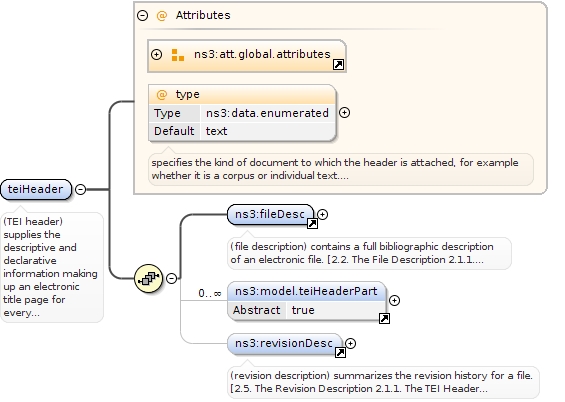 Attributes
ns3:att.global.attributes
type
Type ns3:data.enumerated
Default text
specifies the kind of document to which the header is attached, for example
whether it is a corpus or individual text....
teiHeader
(TEI header)
supplies the
descriptive and
declarative
information making
up an electronic
title page for
every...
ns3:fileDesc
(file description) contains a full bibliographic description
of an electronic file. [2.2. The File Description 2.1.1....
0..∞
ns3:model.teiHeaderPart
Abstract true
ns3:revisionDesc
(revision description) summarizes the revision history for a file.
[2.5. The Revision Description 2.1.1. The TEI Header...